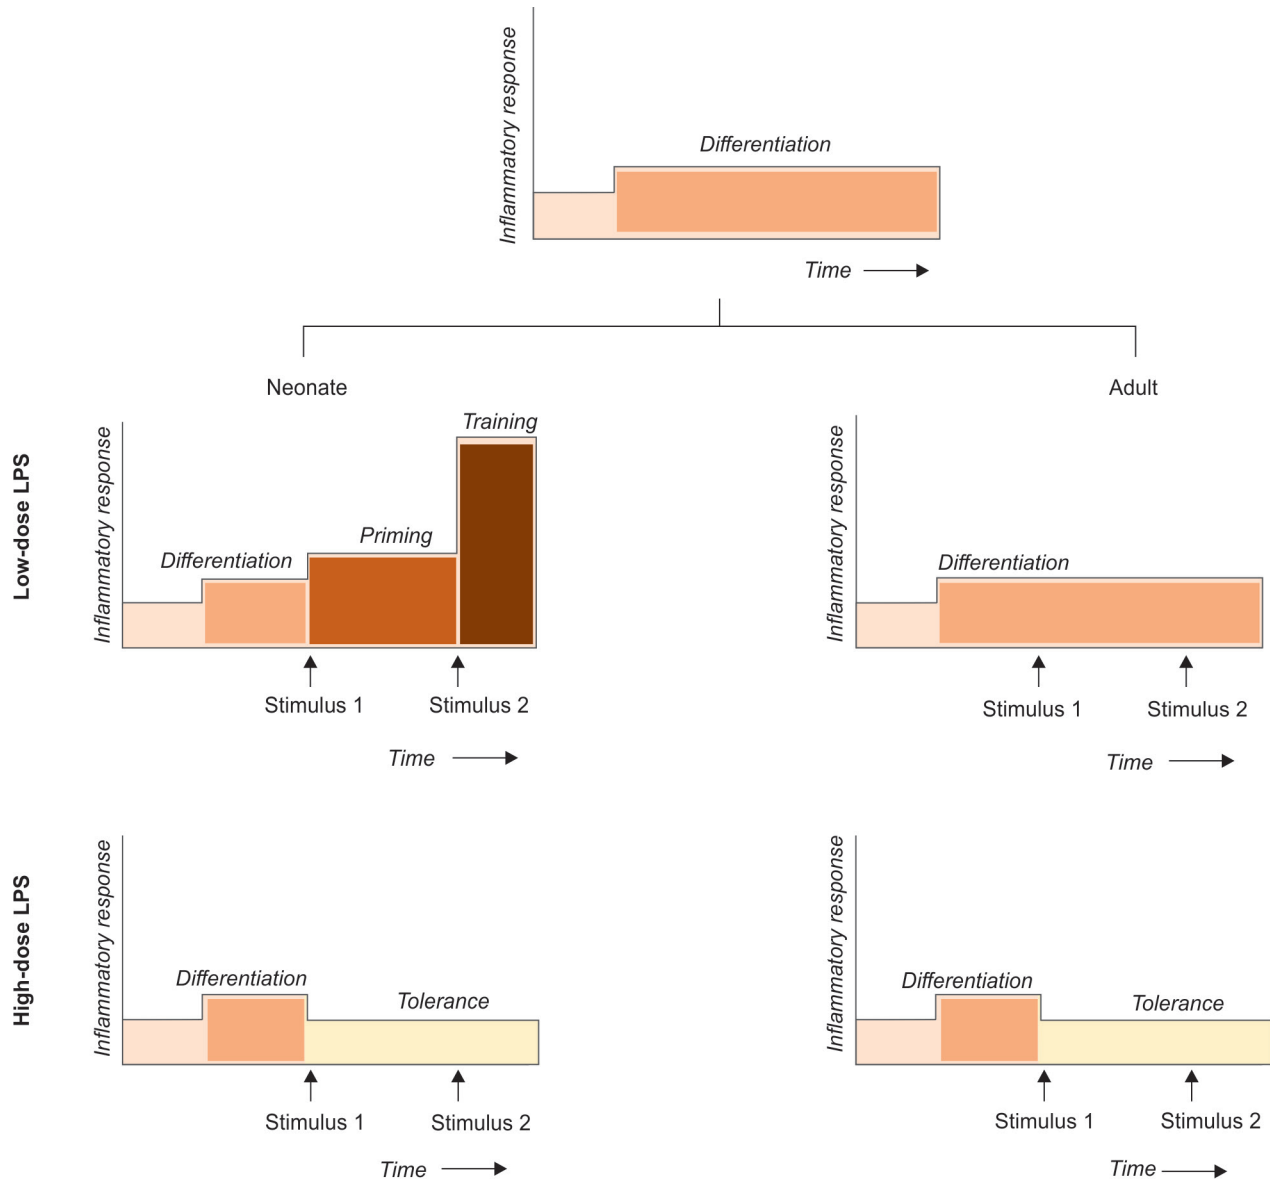 Inflammatory response
Differentiation
Time
Neonate
Adult
Low-dose LPS
Inflammatory response
Differentiation
Priming
Training
Stimulus 1
Stimulus 2
Time
Inflammatory response
Differentiation
Stimulus 1
Stimulus 2
Time
High-dose LPS
Inflammatory response
Differentiation
Tolerance
Stimulus 1
Stimulus 2
Time
Inflammatory response
Differentiation
Tolerance
Stimulus 1
Stimulus 2
Time